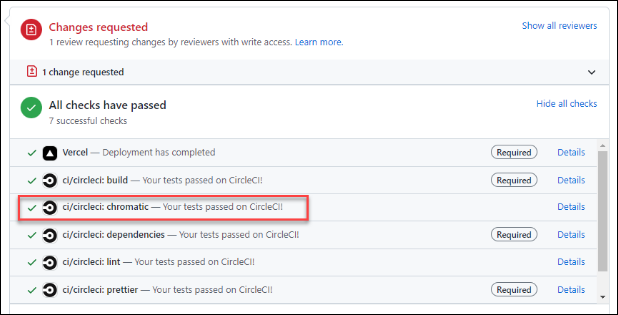 Changes requested
Show all reviewers
1 review requesting changes by reviewers with write access. Learn more.
1 change requested
All checks have passed
Hide all checks
7 successful checks
Vercel — Deployment has completed Required Details
ci/circleci: build — Your tests passed on CircleCI! Required Details
ci/circleci: chromatic — Your tests passed on CircleCI! Details
ci/circleci: dependencies — Your tests passed on CircleCI! Required Details
ci/circleci: lint — Your tests passed on CircleCI! Details
ci/circleci: prettier — Your tests passed on CircleCI! Required Details